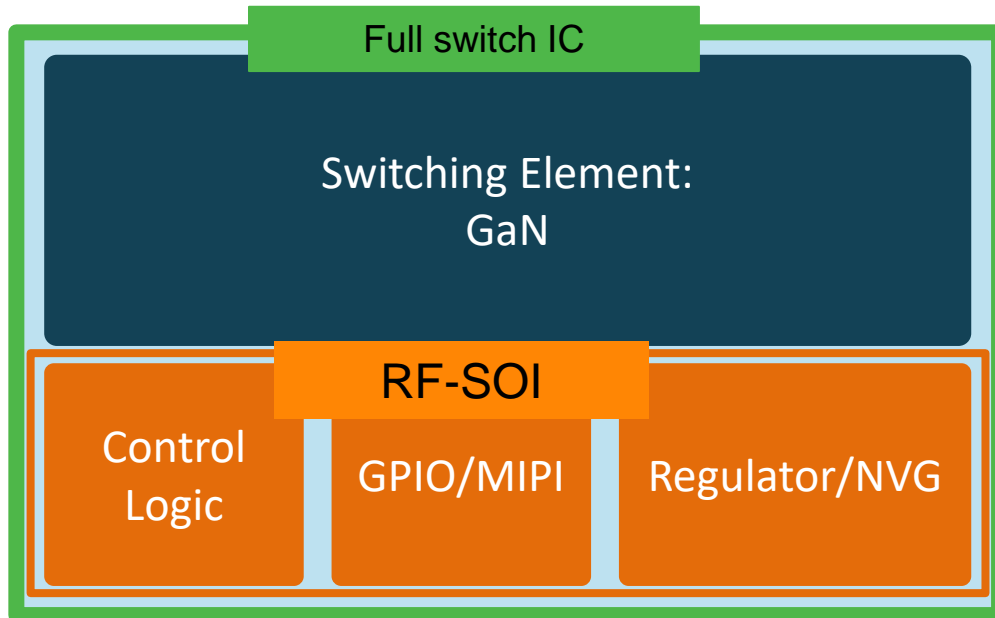 Full switch IC
Switching Element:
GaN
RF-SOI
Control
Logic
GPIO/MIPI
Regulator/NVG